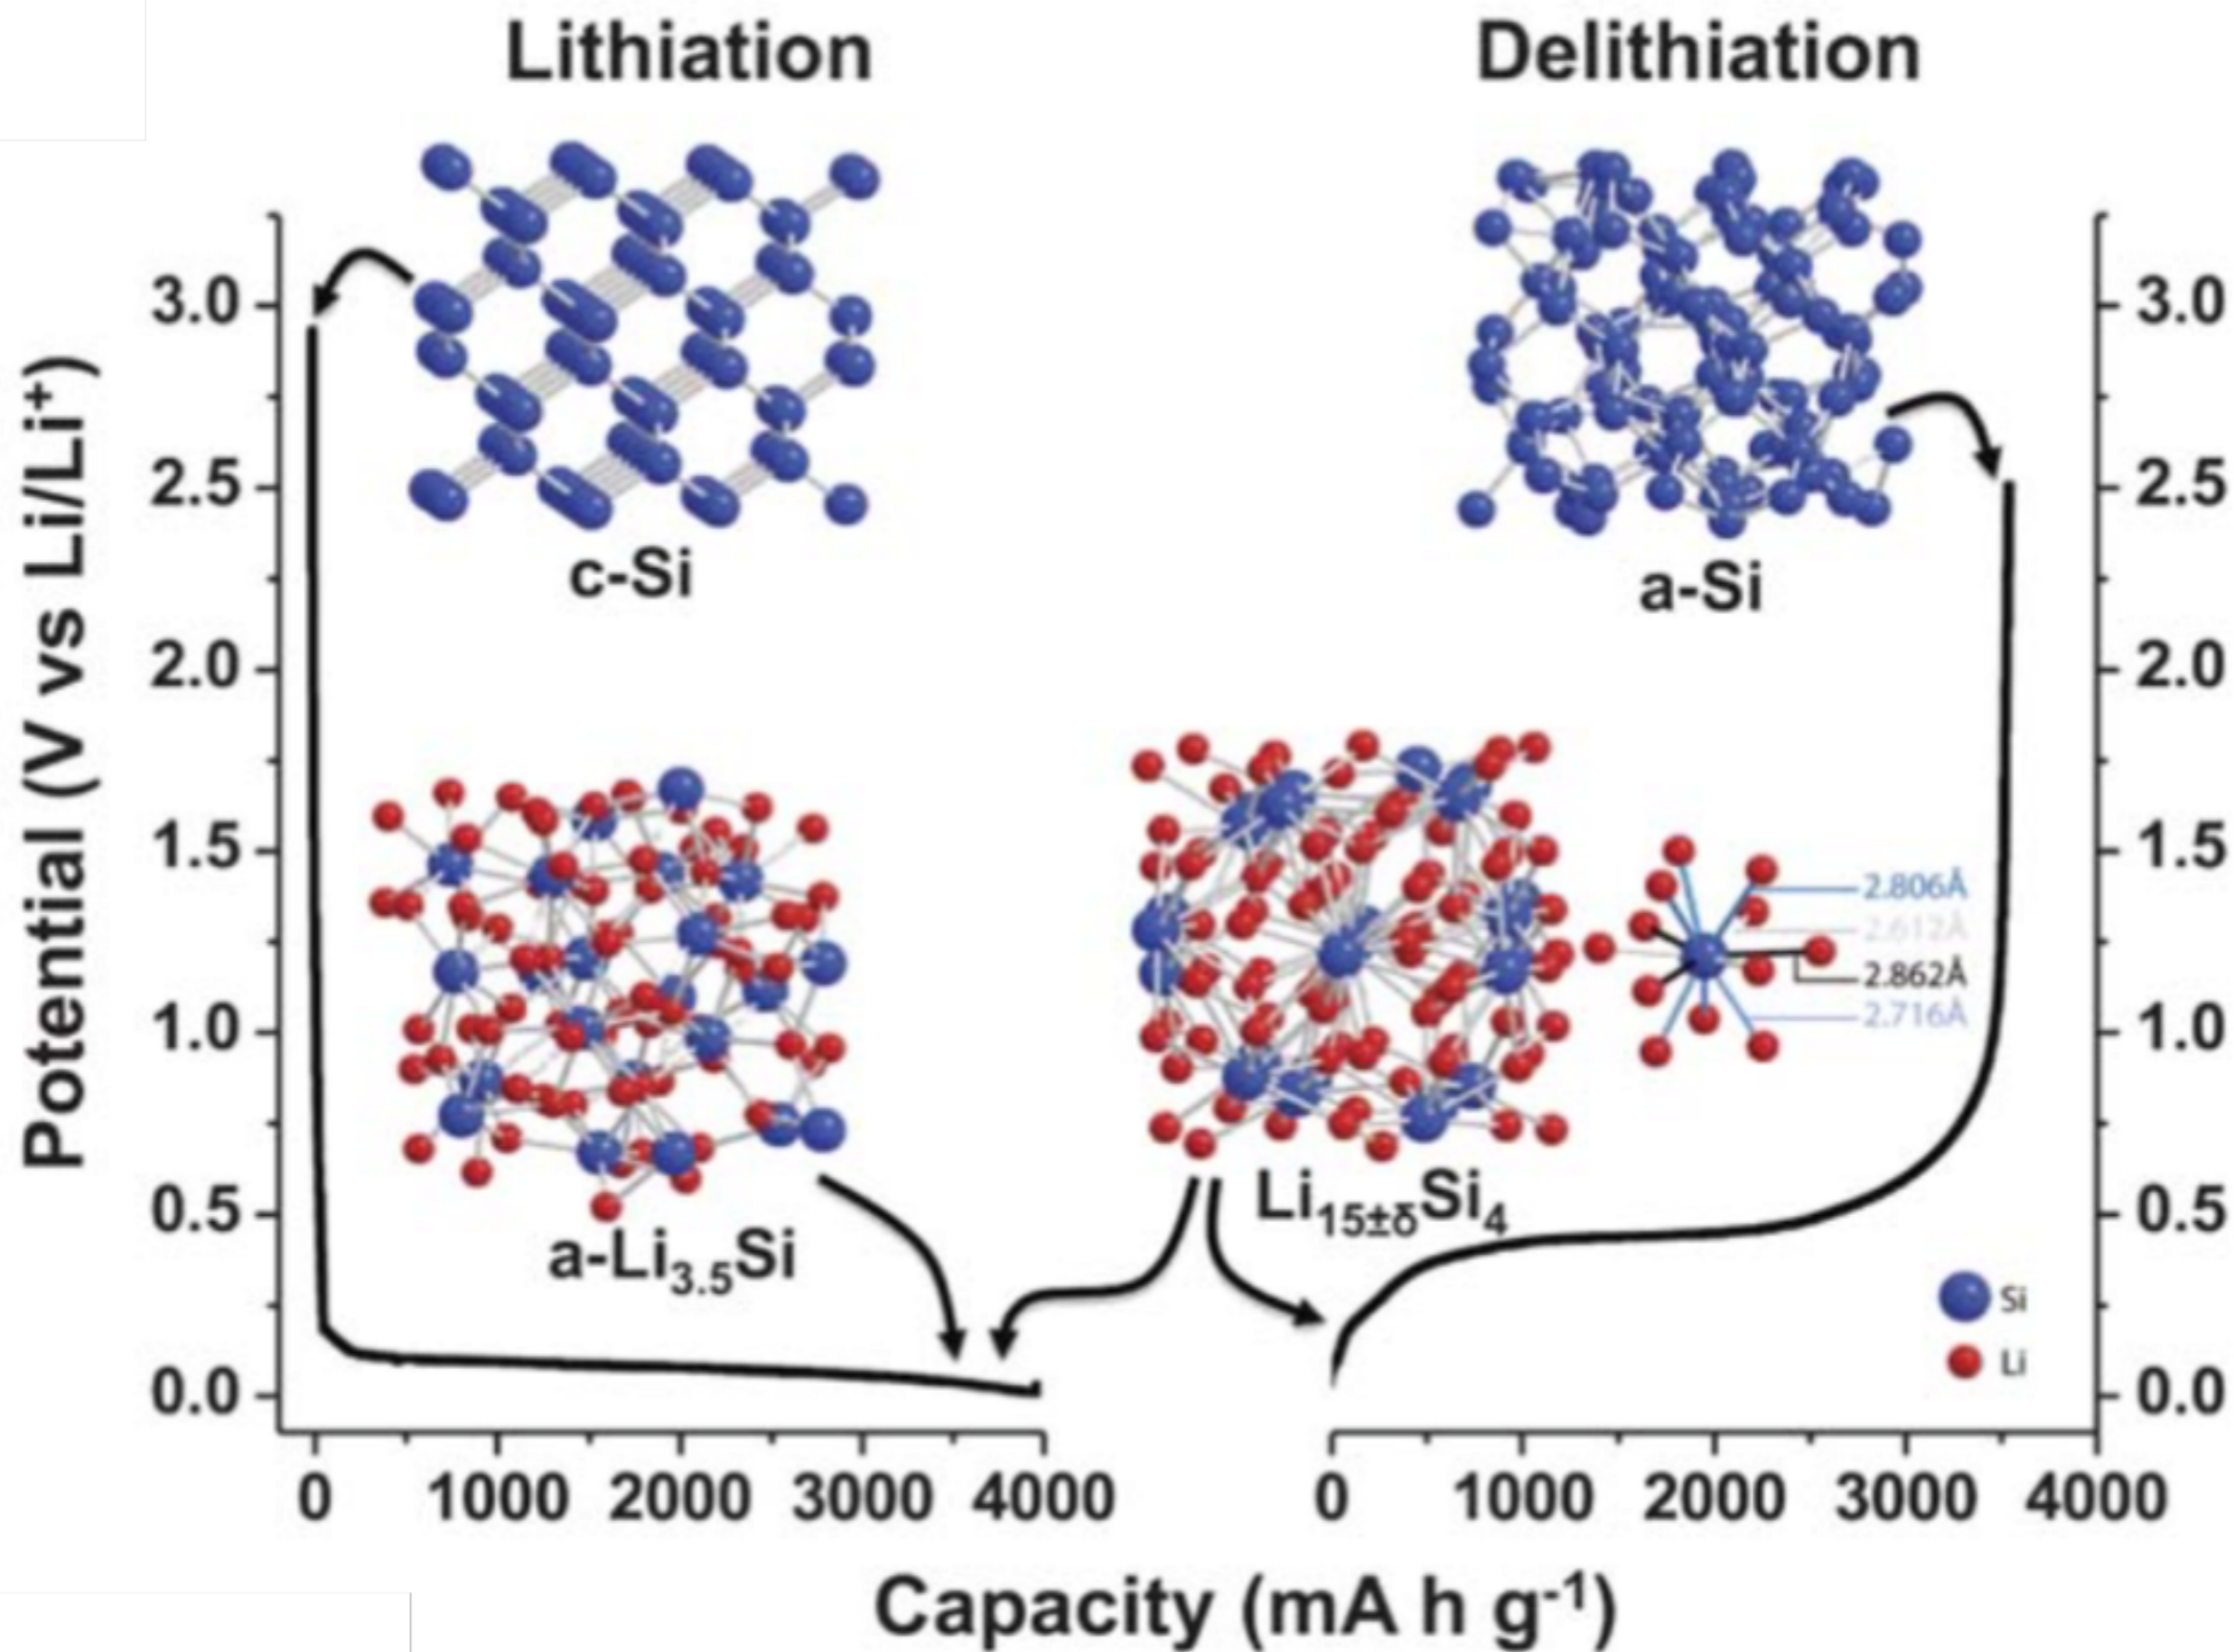 Lithiation
Delithiation
Potential (V vs Li/Li⁺)
3.0
2.5
2.0
1.5
1.0
0.5
0.0
c-Si
a-Si
a-Li₃.₅Si
Li₁₅±δSi₄
2.806Å
2.612Å
2.862Å
2.716Å
3.0
2.5
2.0
1.5
1.0
0.5
0.0
Si
Li
0 1000 2000 3000 4000
0 1000 2000 3000 4000
Capacity (mA h g⁻¹)